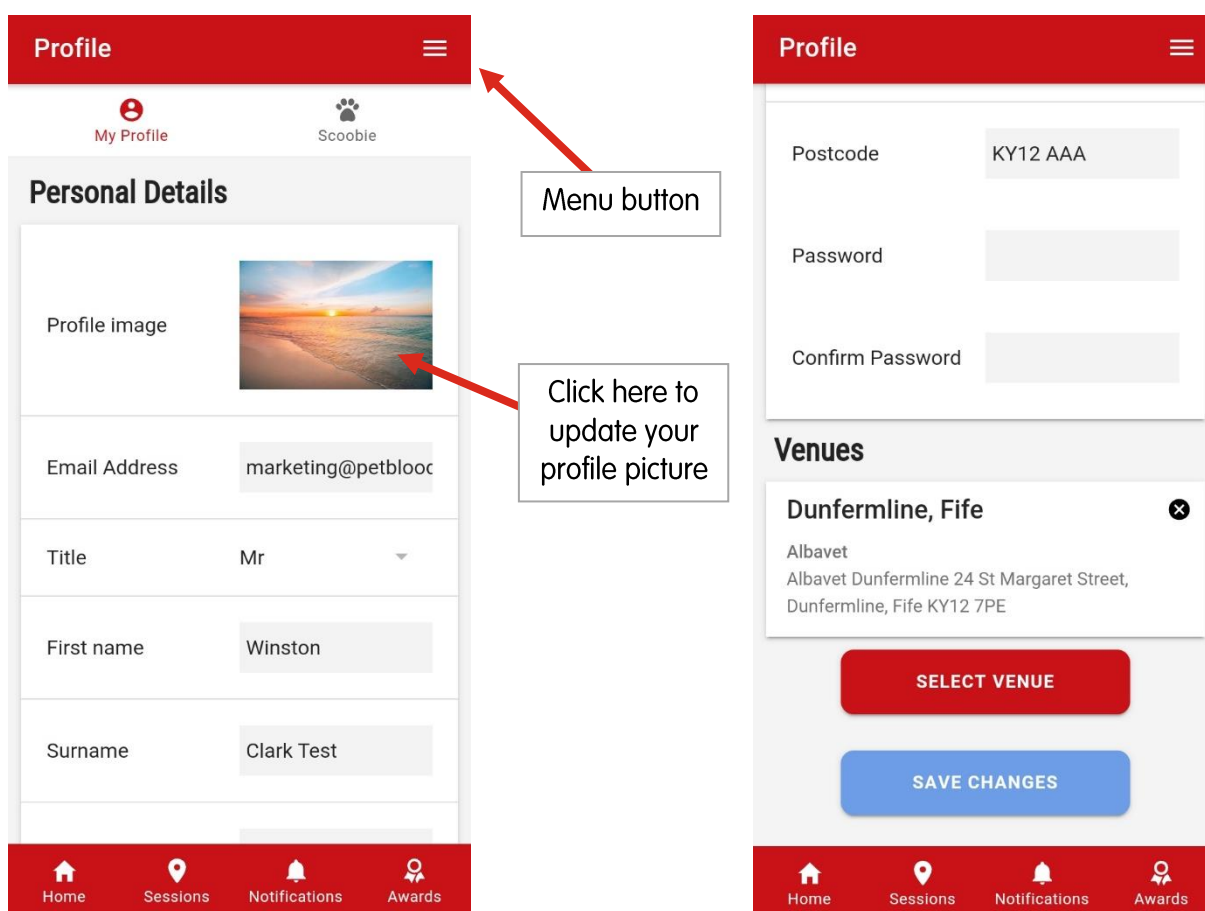 Profile
My Profile
Scoobie
Personal Details
Profile image
Email Address
marketing@petblood
Title
Mr
First name
Winston
Surname
Clark Test
Home
Sessions
Notifications
Awards
Menu button
Click here to
update your
profile picture
Profile
Postcode
KY12 AAA
Password
Confirm Password
Venues
Dunfermline, Fife
Albavet
Albavet Dunfermline 24 St Margaret Street,
Dunfermline, Fife KY12 7PE
SELECT VENUE
SAVE CHANGES
Home
Sessions
Notifications
Awards